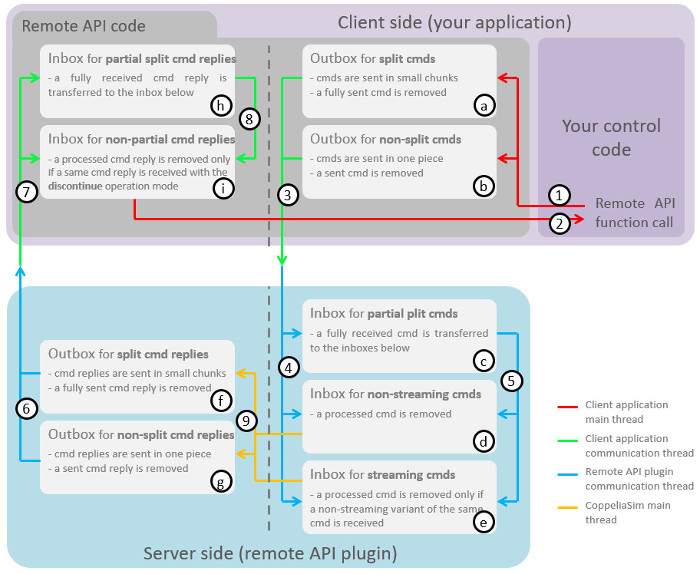 Remote API code
Client side (your application)
Inbox for partial split cmd replies
- a fully received cmd reply is
transferred to the inbox below
h
8
Inbox for non-partial cmd replies
- a processed cmd reply is removed only
if a same cmd reply is received with the
discontinue operation mode
i
7
Outbox for split cmds
- cmds are sent in small chunks
- a fully sent cmd is removed
a
Outbox for non-split cmds
- cmds are sent in one piece
- a sent cmd is removed
b
3
Your control
code
1
2
Remote API
function call
Inbox for partial plit cmds
- a fully received cmd is transferred
to the inboxes below
c
4
5
Outbox for split cmd replies
- cmd replies are sent in small chunks
- a fully sent cmd reply is removed
f
6
9
Inbox for non-streaming cmds
- a processed cmd is removed
d
Outbox for non-split cmd replies
- cmd replies are sent in one piece
- a sent cmd reply is removed
g
Inbox for streaming cmds
- a processed cmd is removed only if
a non-streaming variant of the same
cmd is received
e
Server side (remote API plugin)
Client application
main thread
Client application
communication thread
Remote API plugin
communication thread
CoppeliaSim main
thread